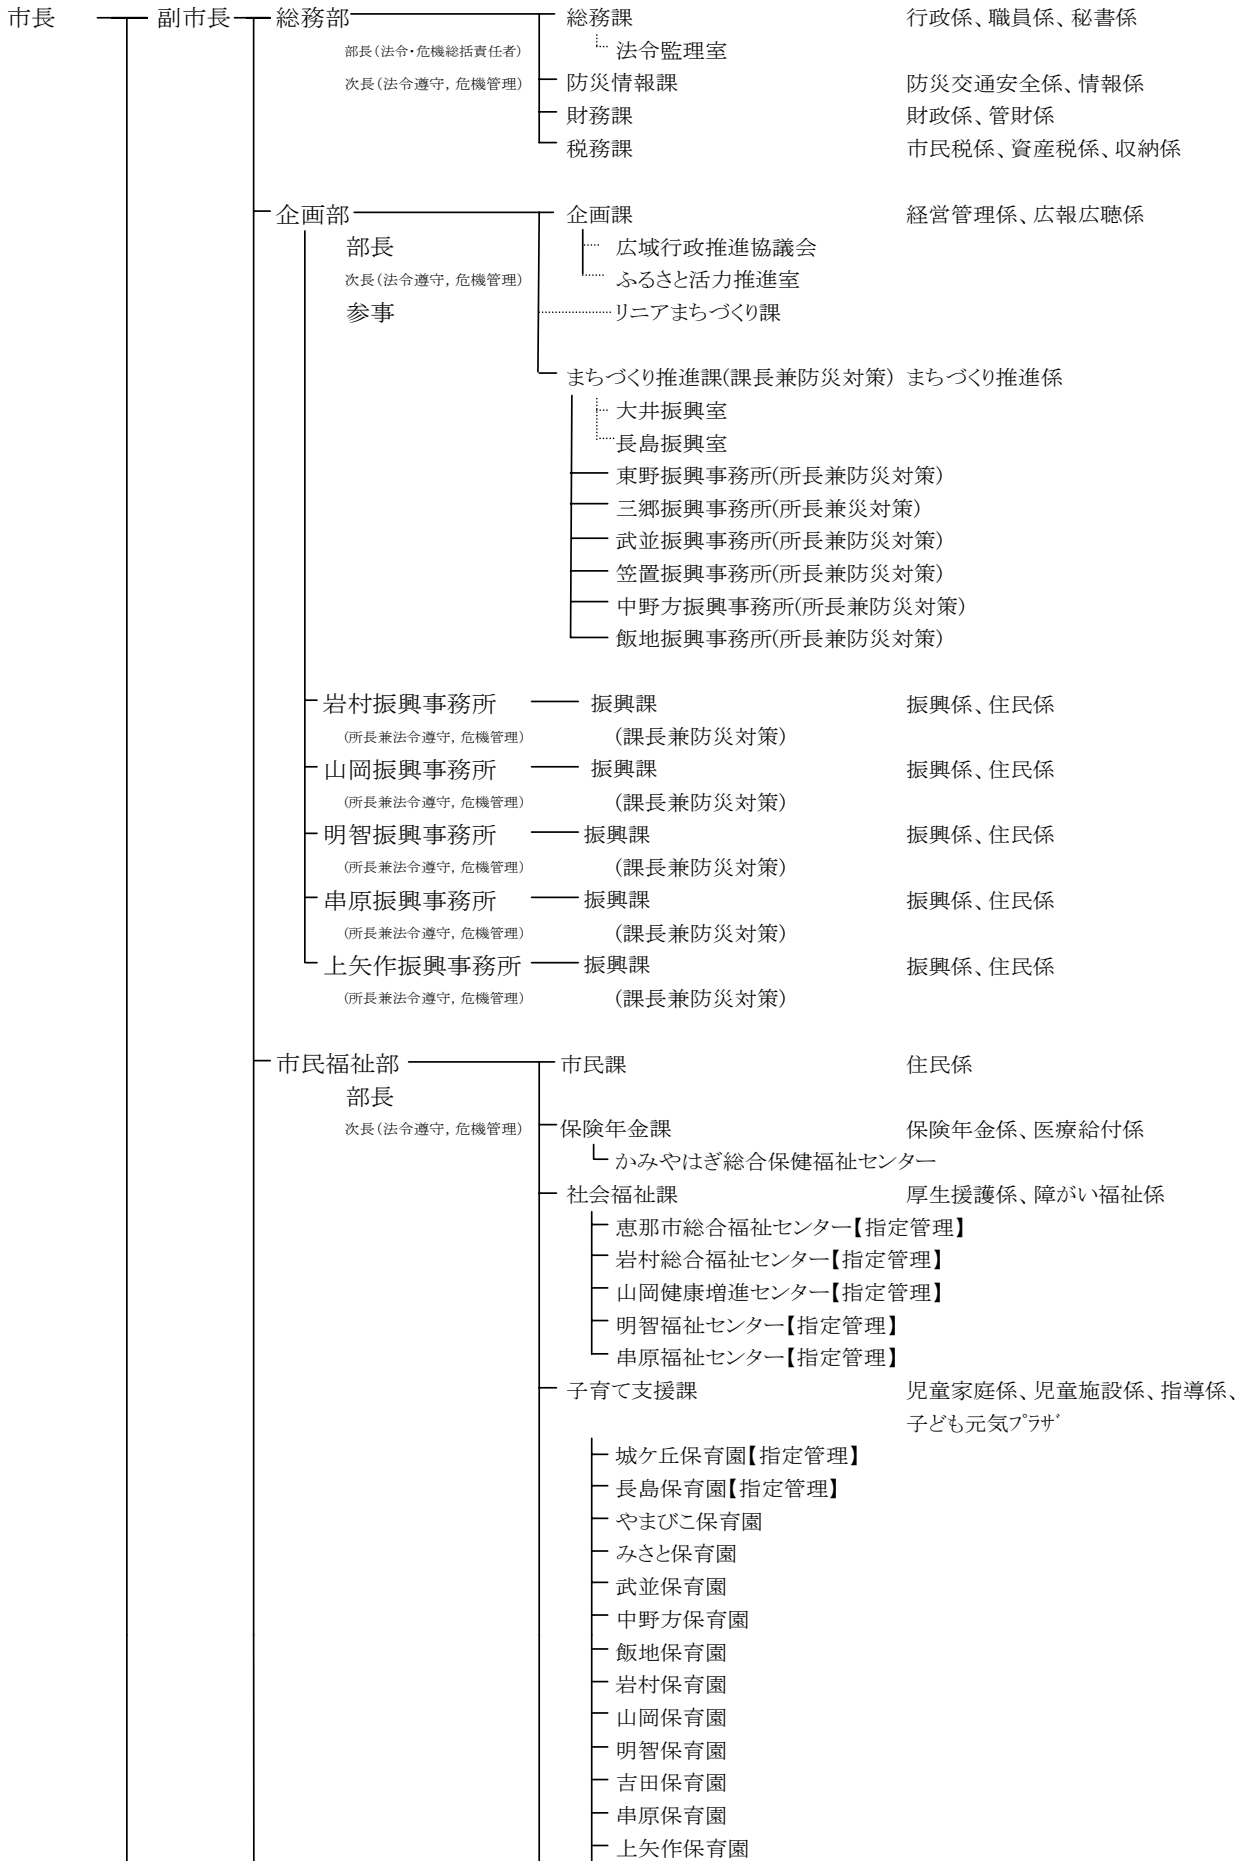 市長 副市長 総務部 総務課 行政係、職員係、秘書係
部長(法令・危機総括責任者) 法令監理室
次長(法令遵守, 危機管理) 防災情報課 防災交通安全係、情報係
財務課 財政係、管財係
税務課 市民税係、資産税係、収納係
企画部 企画課 経営管理係、広報広聴係
部長 広域行政推進協議会
次長(法令遵守, 危機管理) ふるさと活力推進室
参事 リニアまちづくり課
まちづくり推進課(課長兼防災対策) まちづくり推進係
大井振興室
長島振興室
東野振興事務所(所長兼防災対策)
三郷振興事務所(所長兼災対策)
武並振興事務所(所長兼防災対策)
笠置振興事務所(所長兼防災対策)
中野方振興事務所(所長兼防災対策)
飯地振興事務所(所長兼防災対策)
岩村振興事務所 振興課 振興係、住民係
(所長兼法令遵守, 危機管理) (課長兼防災対策)
山岡振興事務所 振興課 振興係、住民係
(所長兼法令遵守, 危機管理) (課長兼防災対策)
明智振興事務所 振興課 振興係、住民係
(所長兼法令遵守, 危機管理) (課長兼防災対策)
串原振興事務所 振興課 振興係、住民係
(所長兼法令遵守, 危機管理) (課長兼防災対策)
上矢作振興事務所 振興課 振興係、住民係
(所長兼法令遵守, 危機管理) (課長兼防災対策)
市民福祉部 市民課 住民係
部長
次長(法令遵守, 危機管理) 保険年金課 保険年金係、医療給付係
かみやはぎ総合保健福祉センター
社会福祉課 厚生援護係、障がい福祉係
恵那市総合福祉センター【指定管理】
岩村総合福祉センター【指定管理】
山岡健康増進センター【指定管理】
明智福祉センター【指定管理】
串原福祉センター【指定管理】
子育て支援課 児童家庭係、児童施設係、指導係、
子ども元気プラザ
城ケ丘保育園【指定管理】
長島保育園【指定管理】
やまびこ保育園
みさと保育園
武並保育園
中野方保育園
飯地保育園
岩村保育園
山岡保育園
明智保育園
吉田保育園
串原保育園
上矢作保育園